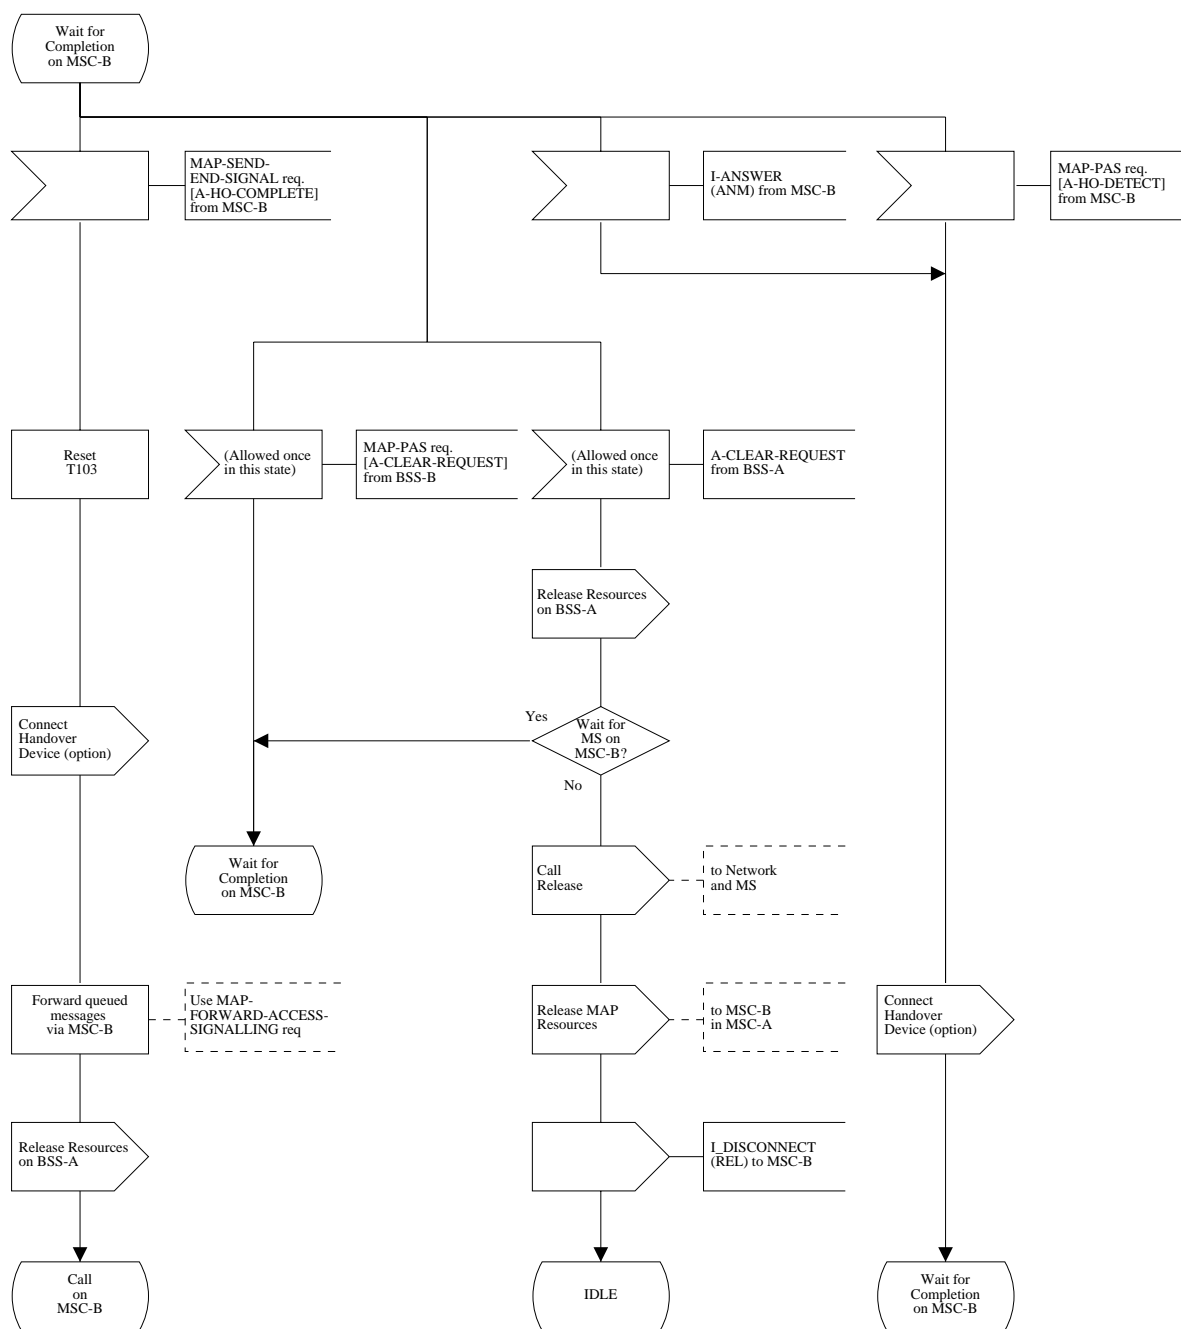 Wait for
Completion
on MSC-B
MAP-SEND-
END-SIGNAL req.
[A-HO-COMPLETE]
from MSC-B
I-ANSWER
(ANM) from MSC-B
MAP-PAS req.
[A-HO-DETECT]
from MSC-B
Reset
T103
(Allowed once
in this state)
MAP-PAS req.
[A-CLEAR-REQUEST]
from BSS-B
(Allowed once
in this state)
A-CLEAR-REQUEST
from BSS-A
Release Resources
on BSS-A
Connect
Handover
Device (option)
Yes
Wait for
MS on
MSC-B?
No
Wait for
Completion
on MSC-B
Call
Release
to Network
and MS
Forward queued
messages
via MSC-B
Use MAP-
FORWARD-ACCESS-
SIGNALLING req
Release MAP
Resources
to MSC-B
in MSC-A
Connect
Handover
Device (option)
Release Resources
on BSS-A
I_DISCONNECT
(REL) to MSC-B
Call
on
MSC-B
IDLE
Wait for
Completion
on MSC-B